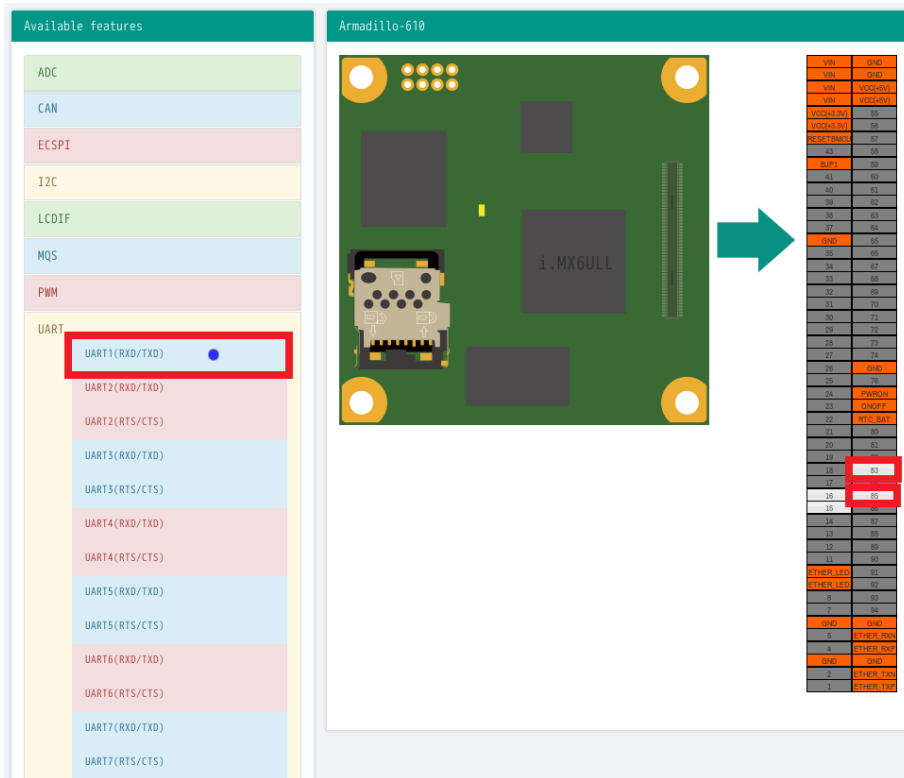 Available features
ADC
CAN
ECSPI
I2C
LCDIF
MQS
PWM
UART
UART1(RXD/TXD)
UART2(RXD/TXD)
UART2(RTS/CTS)
UART3(RXD/TXD)
UART3(RTS/CTS)
UART4(RXD/TXD)
UART4(RTS/CTS)
UART5(RXD/TXD)
UART5(RTS/CTS)
UART6(RXD/TXD)
UART6(RTS/CTS)
UART7(RXD/TXD)
UART7(RTS/CTS)
Armadillo-610
i.MX6ULL
VIN GND
VIN GND
VIN VCC(+5V)
VIN VCC(+5V)
VCC(+3.3V) 55
VCC(+3.3V) 56
RESETBMCU 57
43 58
BJP1 59
41 60
40 61
39 62
38 63
37 64
GND 65
35 66
34 67
33 68
32 69
31 70
30 71
29 72
28 73
27 74
26 GND
25 76
24 PWRON
23 ONOFF
22 RTC_BAT
21 80
20 81
19
18 83
17
16 85
15
14 87
13 88
12 89
11 90
ETHER_LED 91
ETHER_LED 92
8 93
7 94
GND GND
5 ETHER_RXN
4 ETHER_RXP
GND GND
2 ETHER_TXN
1 ETHER_TXP